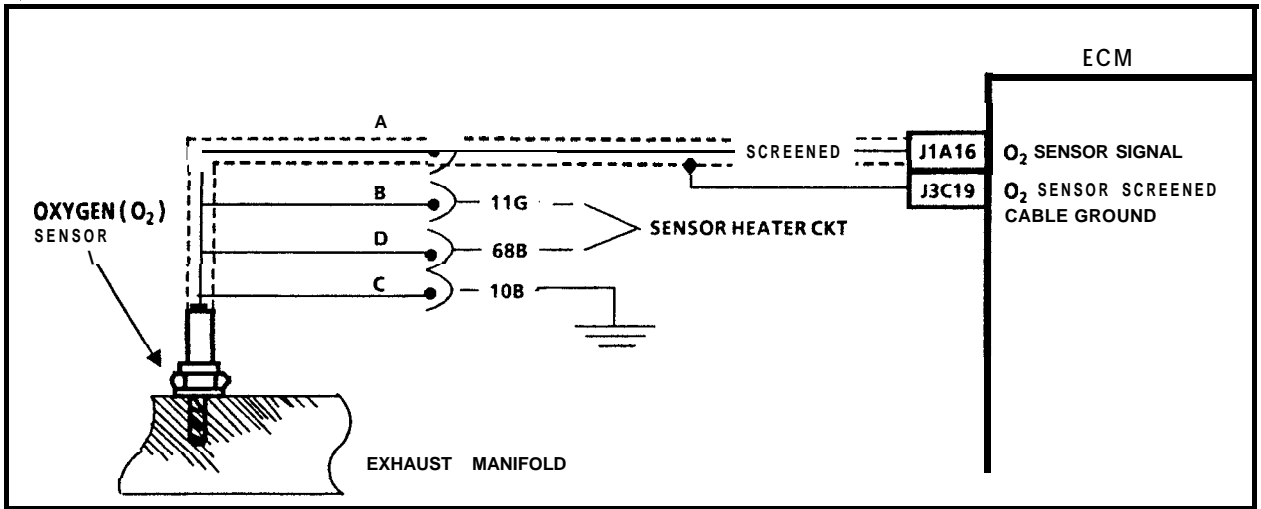 ECM
A
SCREENED
J1A16 O₂ SENSOR SIGNAL
J3C19 O₂ SENSOR SCREENED
CABLE GROUND
B
11G
OXYGEN (O₂)
SENSOR
SENSOR HEATER CKT
D
68B
C
10B
EXHAUST MANIFOLD